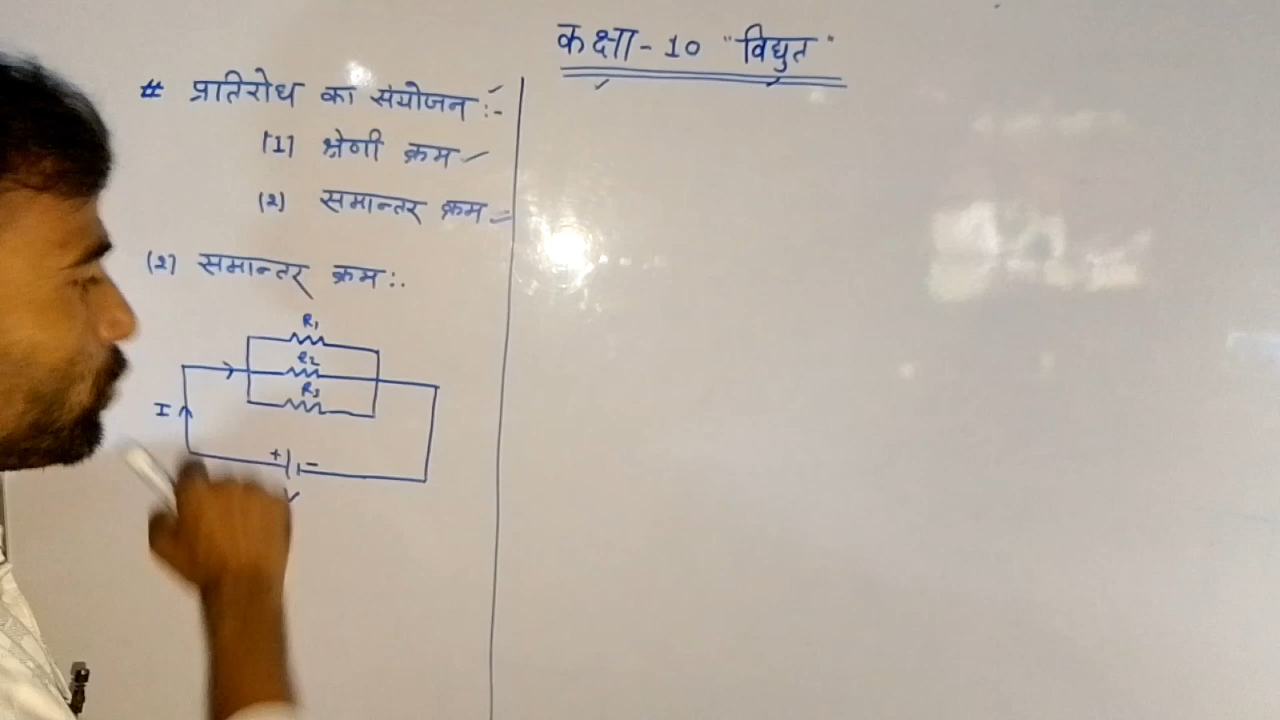 कक्षा - 10 "विद्युत"
# प्रतिरोध का संयोजन :-
(1) श्रेणी क्रम
(2) समान्तर क्रम
(2) समान्तर क्रम :.
R1
R2
R3
I
+ -
V